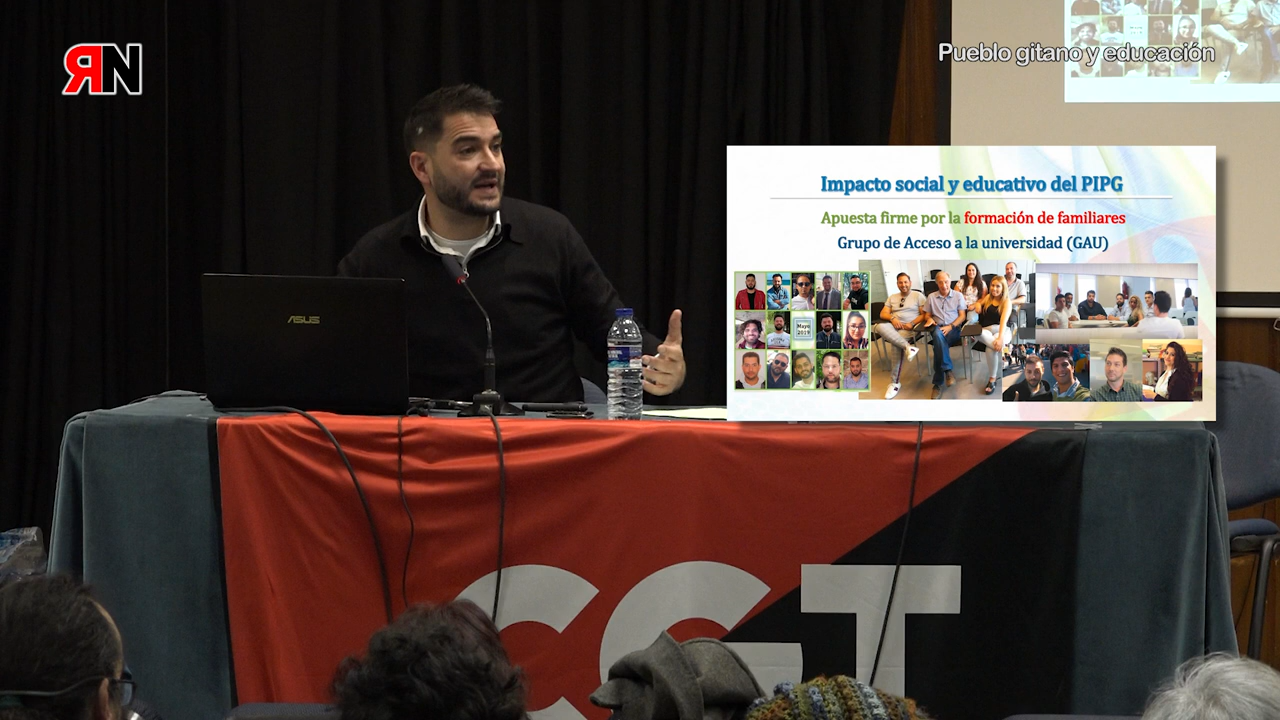 ЯN
Pueblo gitano y educación
Impacto social y educativo del PIPG
Apuesta firme por la formación de familiares
Grupo de Acceso a la universidad (GAU)
Mayo
2019
ASUS
CGT